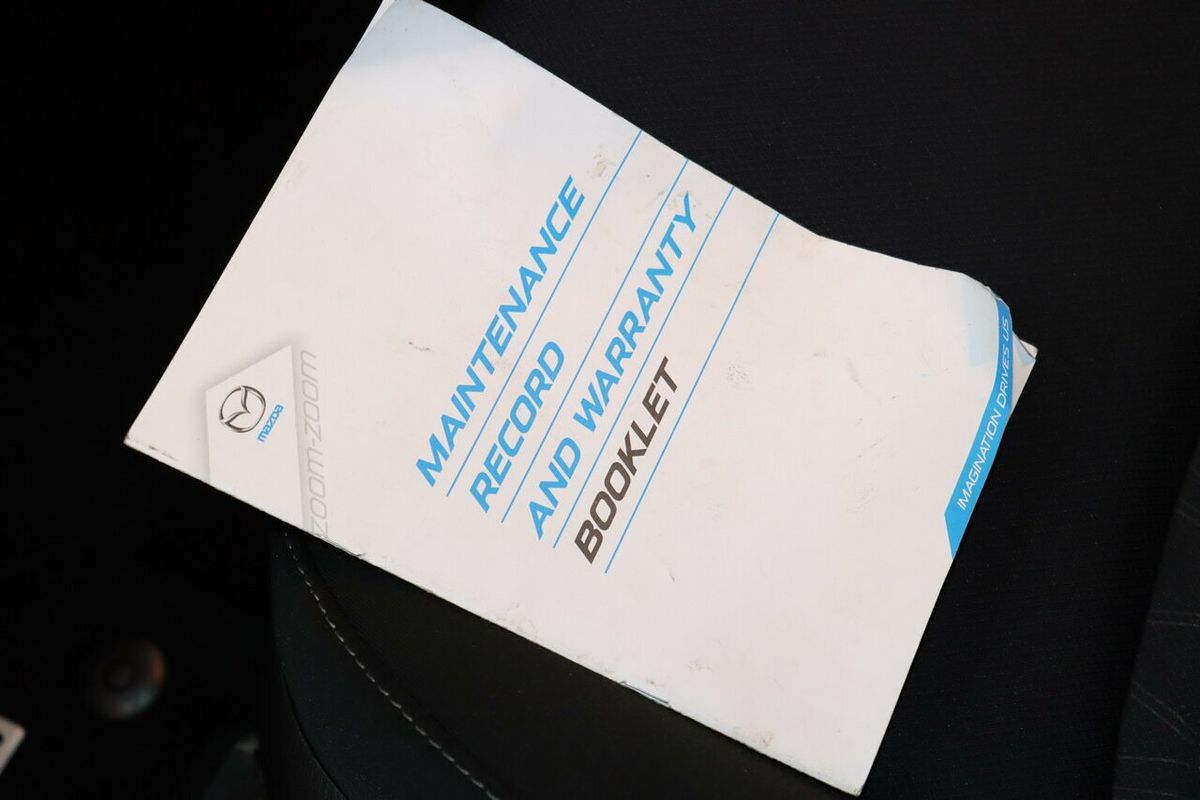 MAINTENANCE
RECORD
AND WARRANTY
BOOKLET
mazda
zoom-zoom
IMAGINATION DRIVES US